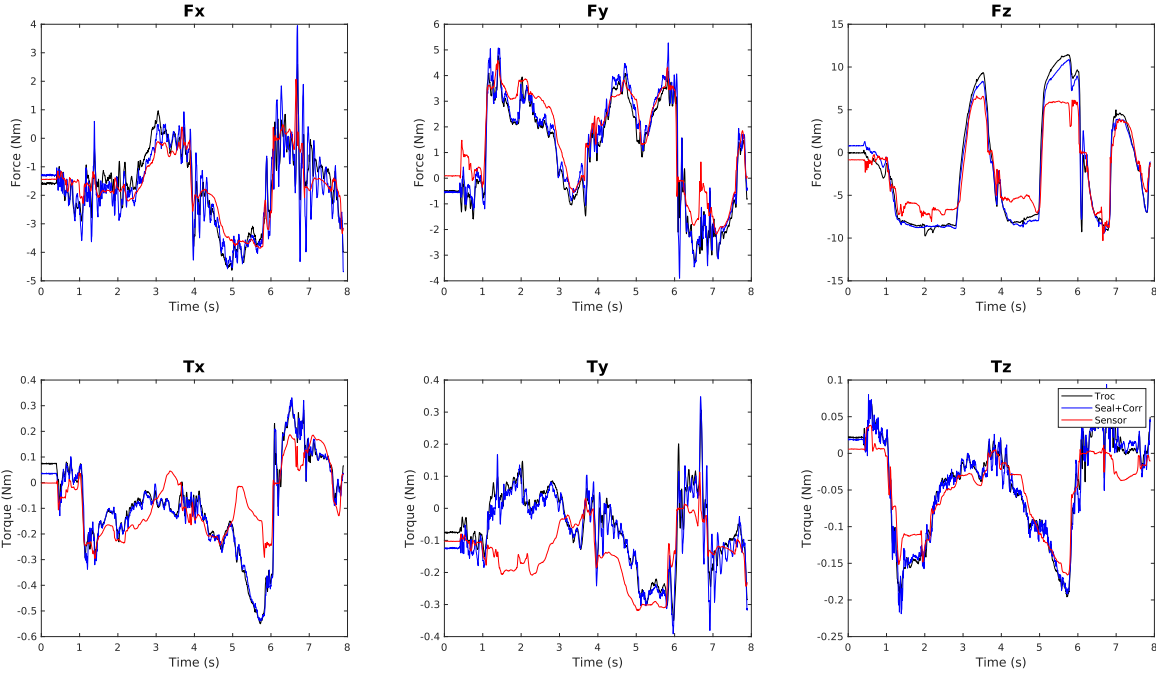 Fx
Force (Nm)
4
3
2
1
0
-1
-2
-3
-4
-5
0 1 2 3 4 5 6 7 8
Time (s)
Fy
Force (Nm)
6
5
4
3
2
1
0
-1
-2
-3
-4
0 1 2 3 4 5 6 7 8
Time (s)
Fz
Force (Nm)
15
10
5
0
-5
-10
-15
0 1 2 3 4 5 6 7 8
Time (s)
Tx
Torque (Nm)
0.4
0.3
0.2
0.1
0
-0.1
-0.2
-0.3
-0.4
-0.5
-0.6
0 1 2 3 4 5 6 7 8
Time (s)
Ty
Torque (Nm)
0.4
0.3
0.2
0.1
0
-0.1
-0.2
-0.3
-0.4
0 1 2 3 4 5 6 7 8
Time (s)
Tz
Torque (Nm)
0.1
0.05
0
-0.05
-0.1
-0.15
-0.2
-0.25
0 1 2 3 4 5 6 7 8
Time (s)
Troc
Seal+Corr
Sensor